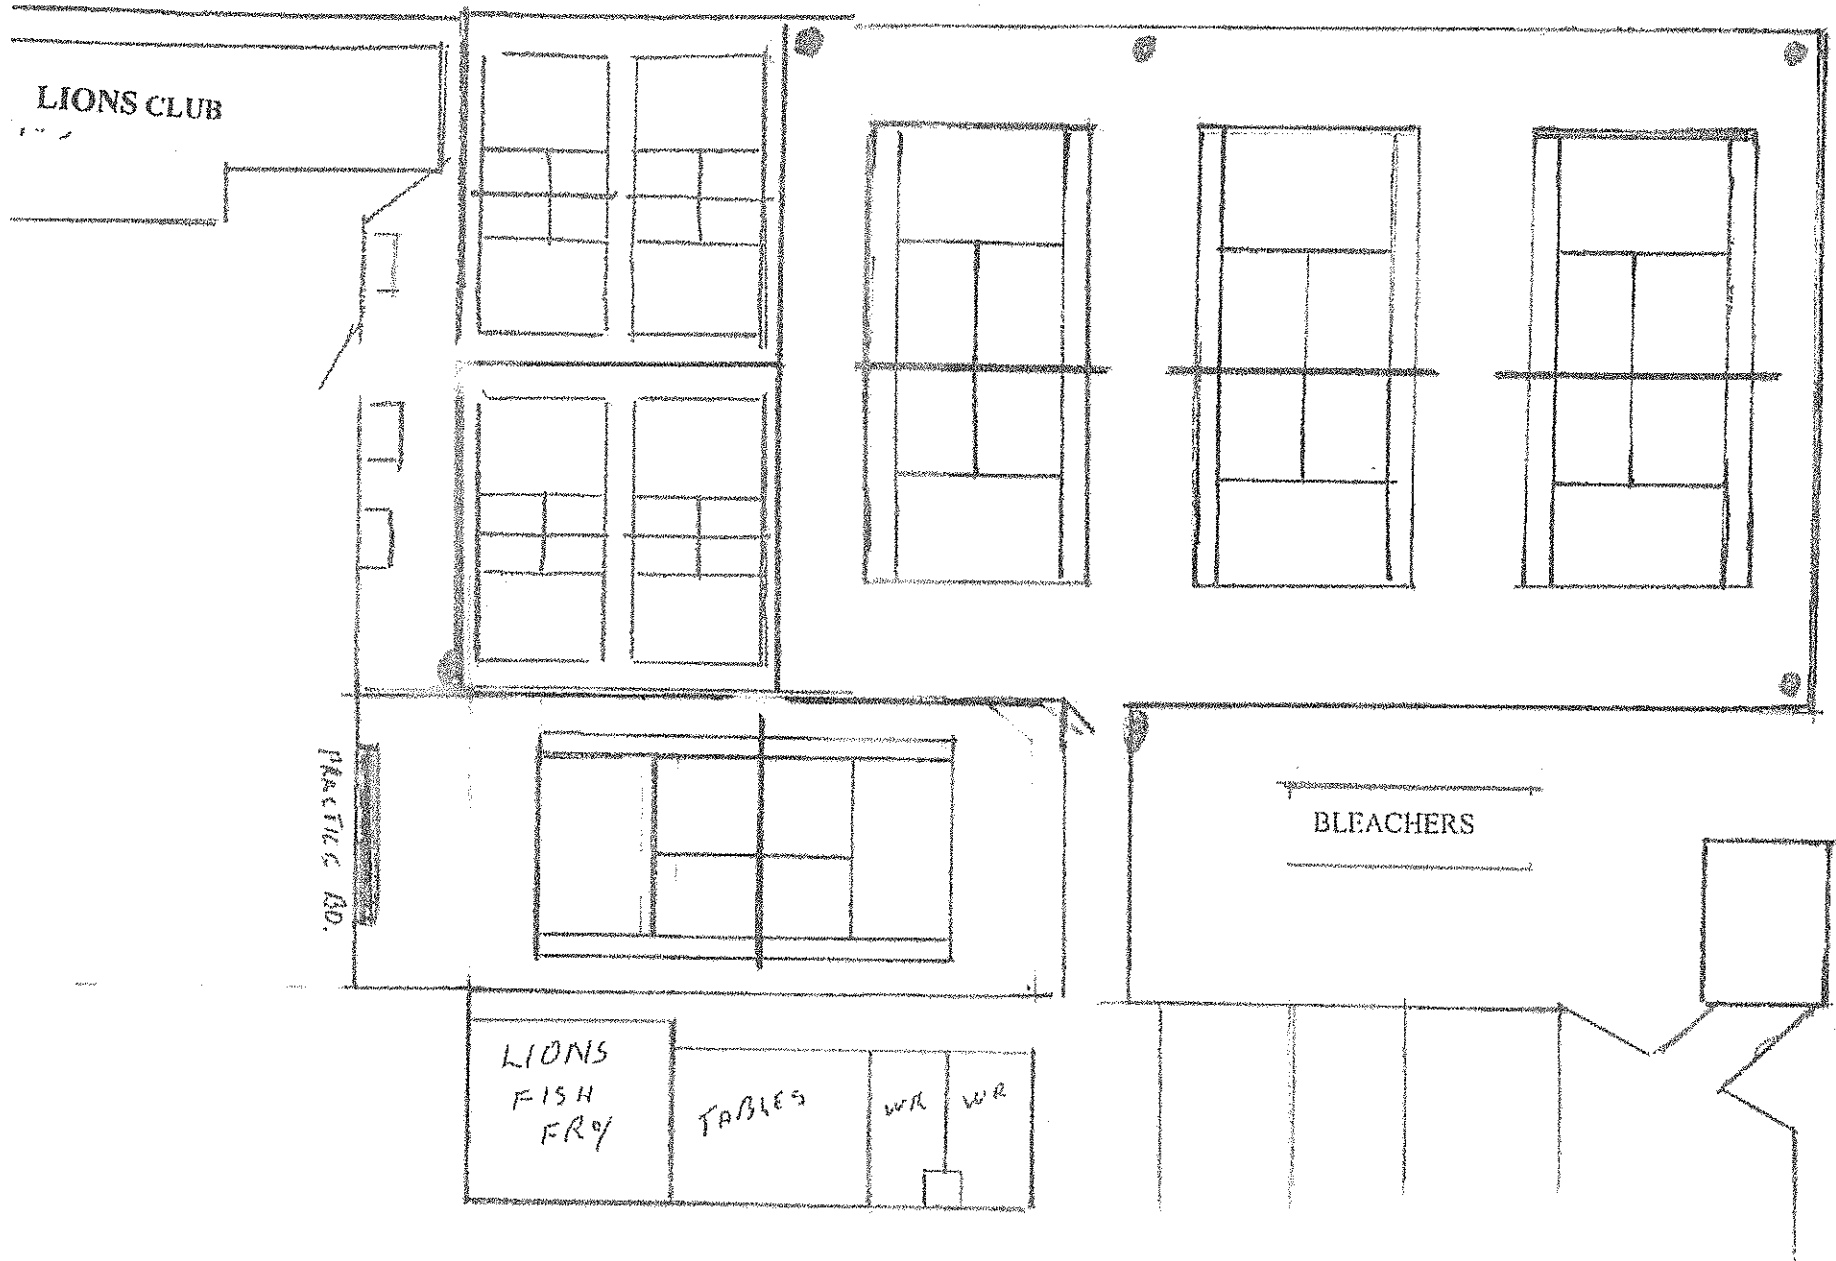 LIONS CLUB
BLEACHERS
PRACTICE BD.
LIONS
FISH
FRY
TABLES
WR
WR